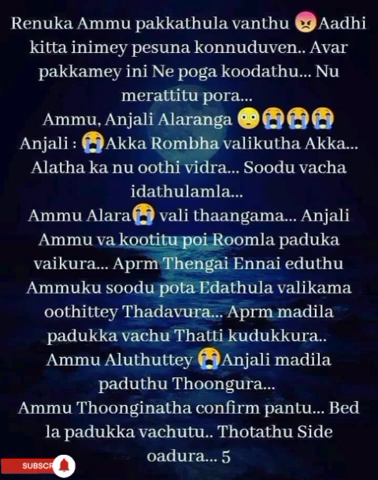 Renuka Ammu pakkathula vanthu 😡Aadhi
kitta inimey pesuna konnuduven.. Avar
pakkamey ini Ne poga koodathu... Nu
merattitu pora...
Ammu, Anjali Alaranga 😳😭😭😭
Anjali : 😭Akka Rombha valikutha Akka...
Alatha ka nu oothi vidra... Soodu vacha
idathulamla...
Ammu Alara😭 vali thaangama... Anjali
Ammu va kootitu poi Roomla paduka
vaikura... Aprm Thengai Ennai eduthu
Ammuku soodu pota Edathula valikama
oothittey Thadavura... Aprm madila
padukka vachu Thatti kudukkura..
Ammu Aluthuttey 😭Anjali madila
paduthu Thoongura...
Ammu Thoonginatha confirm pantu... Bed
la padukka vachutu.. Thotathu Side
oadura... 5
SUBSCR